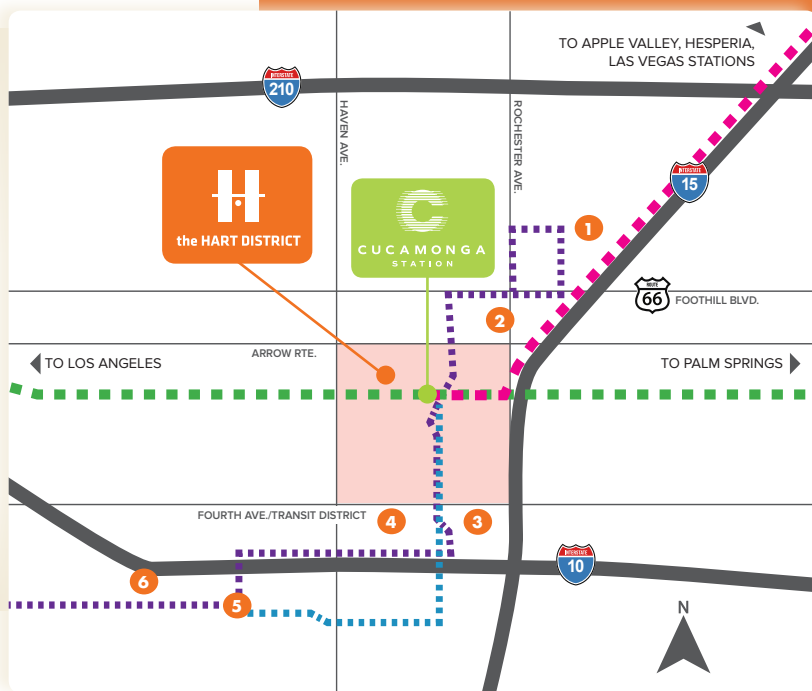 TO APPLE VALLEY, HESPERIA,
LAS VEGAS STATIONS
INTERSTATE
210
HAVEN AVE.
ROCHESTER AVE.
INTERSTATE
15
H
the HART DISTRICT
C
CUCAMONGA
STATION
1
ROUTE
66
FOOTHILL BLVD.
2
ARROW RTE.
TO LOS ANGELES
TO PALM SPRINGS
FOURTH AVE./TRANSIT DISTRICT
4
3
INTERSTATE
10
6
5
N